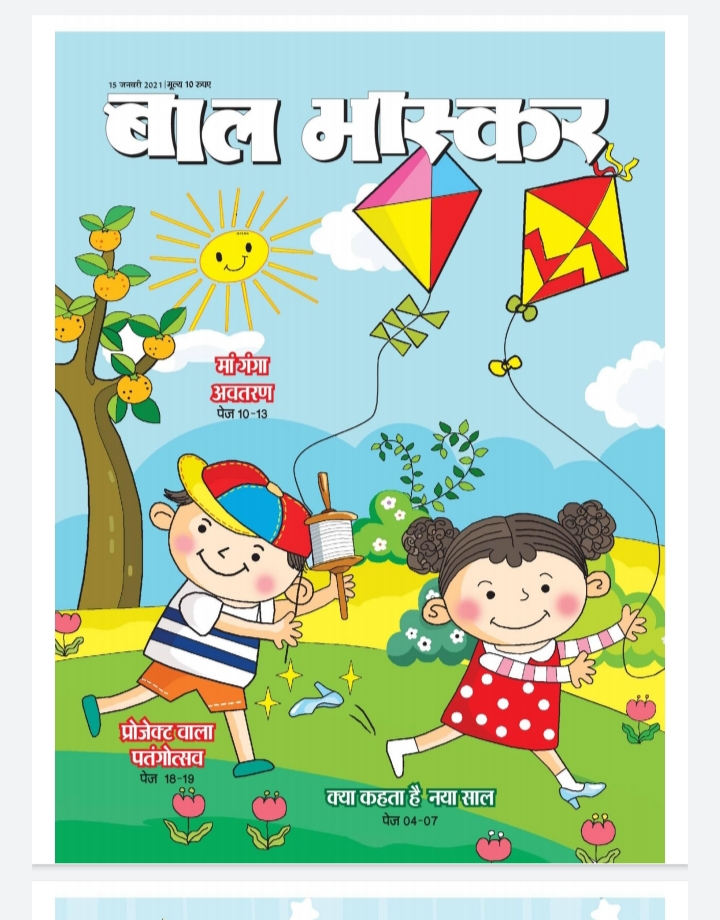 15 जनवरी 2021 | मूल्य 10 रुपए
बाल भास्कर
मां गंगा
अवतरण
पेज 10-13
प्रोजेक्ट वाला
पतंगोत्सव
पेज 18-19
क्या कहता है नया साल
पेज 04-07